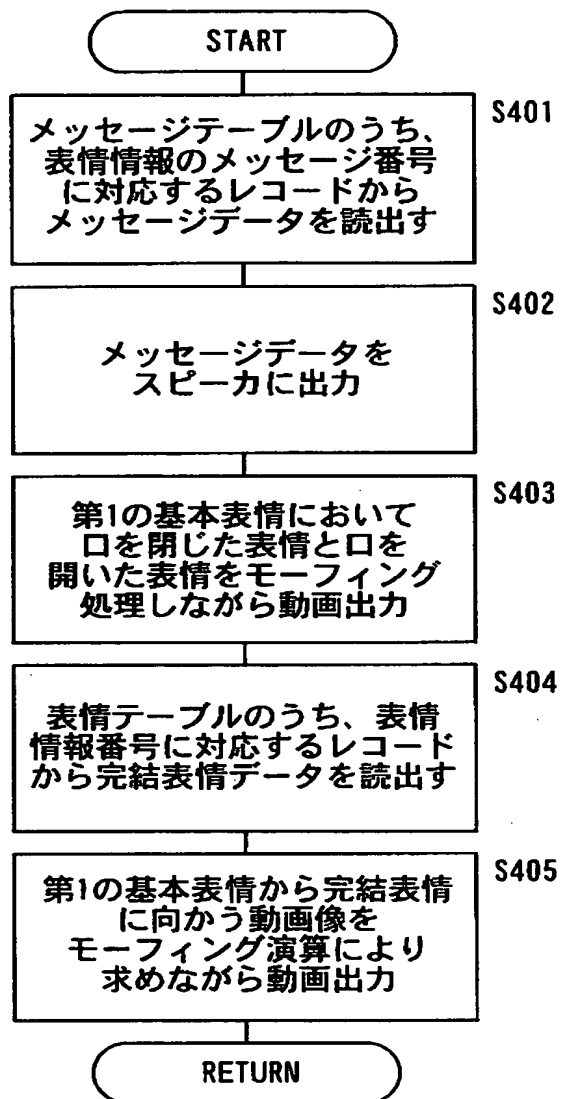 START
S401
メッセージテーブルのうち、
表情情報のメッセージ番号
に対応するレコードから
メッセージデータを読出す
S402
メッセージデータを
スピーカに出力
S403
第1の基本表情において
口を閉じた表情と口を
開いた表情をモーフィング
処理しながら動画出力
S404
表情テーブルのうち、表情
情報番号に対応するレコード
から完結表情データを読出す
S405
第1の基本表情から完結表情
に向かう動画像を
モーフィング演算により
求めながら動画出力
RETURN